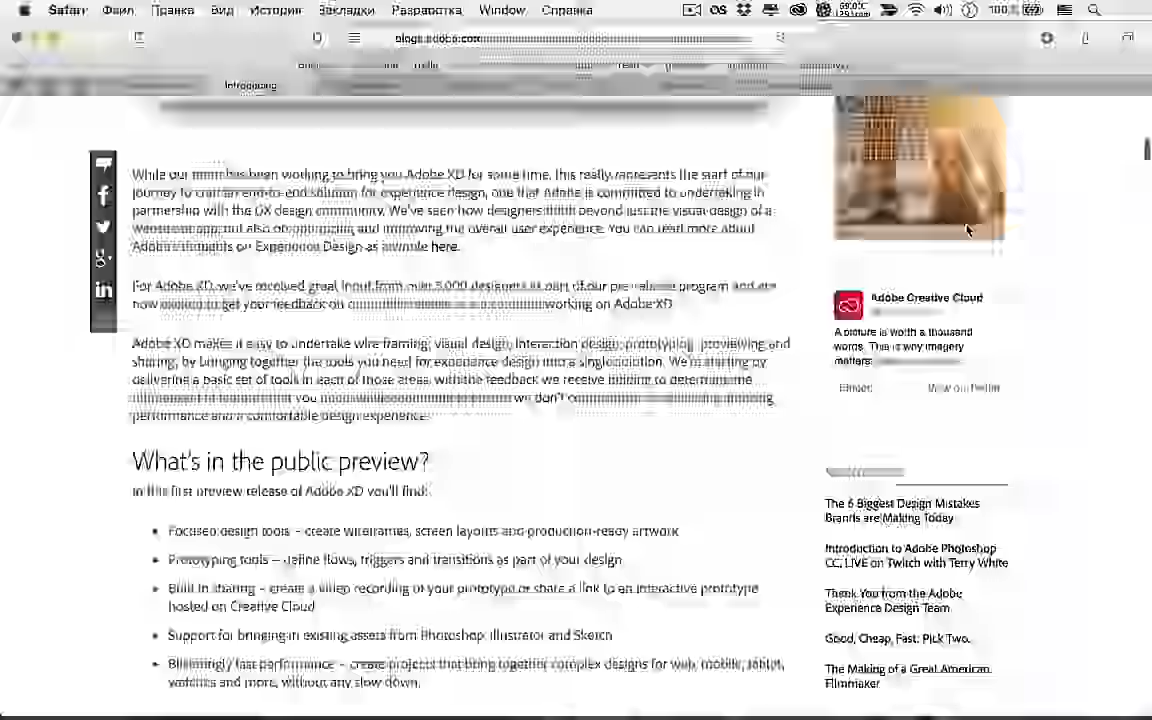 Safari Файл Правка Вид История Закладки Разработка Window Справка
100%
blogs.adobe.com
Introducing
While our has been working to bring you Adobe XD for some time, this really represents the start of our
journey to craft an end-to-end solution for experience design, one that Adobe is committed to undertaking in
partnership with the UX design community. We've seen how designers think beyond just the visual design of a
but also on optimizing and improving the overall user experience. You can read more about
Adobe's thoughts on Experience Design as a whole here.
For Adobe XD, we've received great input from over 5,000 designers as part of our pre-release program and are
now to get your feedback on working on Adobe XD
Adobe XD makes it easy to undertake wire framing, visual design, interaction design, prototyping, previewing and
sharing, by bringing together the tools you need for experience design into a single solution. We're starting by
delivering a basic set of tools in each of those areas, with the feedback we receive helping to determine
you we don't
performance and a comfortable design experience.
What's in the public preview?
In this first preview release of Adobe XD you'll find:
• Focused design tools – create wireframes, screen layouts and production-ready artwork
• Prototyping tools – define flows, triggers and transitions as part of your design
• Built in sharing – create a video recording of your prototype or share a link to an interactive prototype
hosted on Creative Cloud
• Support for bringing in existing assets from Photoshop, Illustrator and Sketch
• Blisteringly fast performance – create projects that bring together complex designs for web, mobile, tablet,
watches and more, without any slow down.
Adobe Creative Cloud
A picture is worth a thousand
words. This is why imagery
matters:
View on Twitter
The 6 Biggest Design Mistakes
Brands are Making Today
Introduction to Adobe Photoshop
CC, LIVE on Twitch with Terry White
Thank You from the Adobe
Experience Design Team
Good, Cheap, Fast: Pick Two.
The Making of a Great American
Filmmaker